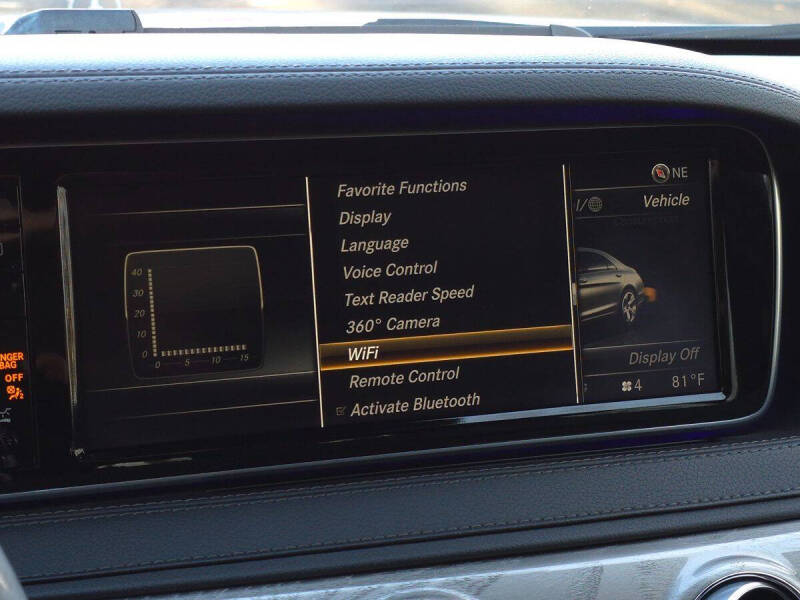 Favorite Functions
Display
Language
Voice Control
Text Reader Speed
360° Camera
WiFi
Remote Control
Activate Bluetooth
40
30
20
10
0
0 5 10 15
NE
Vehicle
Display Off
4 81°F
OFF